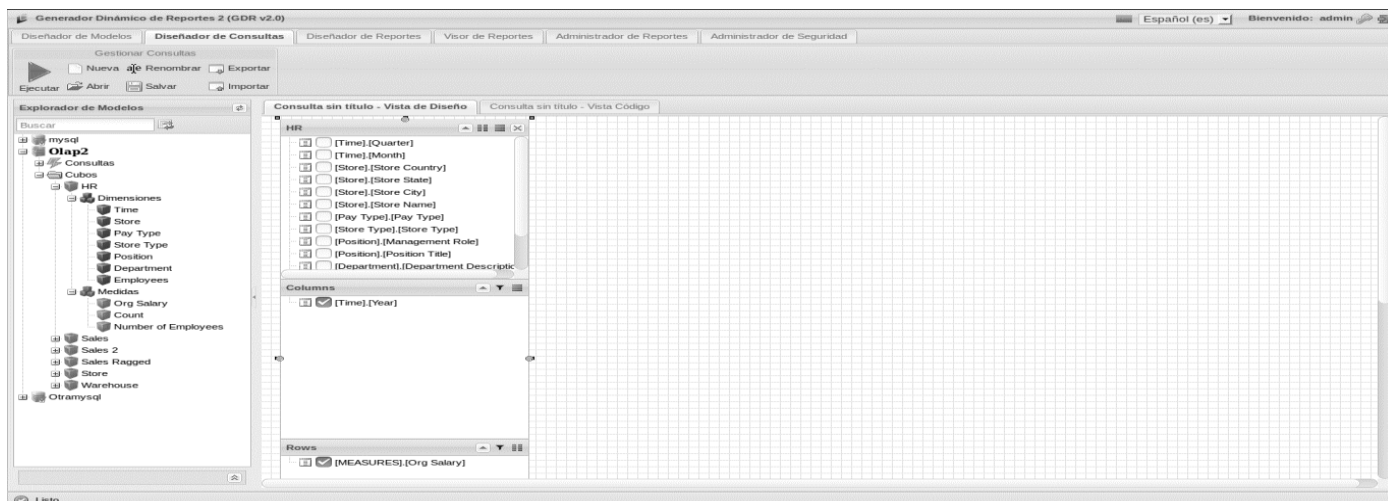 Generador Dinámico de Reportes 2 (GDR v2.0)
Español (es)
Bienvenido: admin
Diseñador de Modelos
Diseñador de Consultas
Diseñador de Reportes
Visor de Reportes
Administrador de Reportes
Administrador de Seguridad
Gestionar Consultas
Ejecutar
Nueva
Renombrar
Exportar
Abrir
Salvar
Importar
Explorador de Modelos
Buscar
mysql
Olap2
Consultas
Cubos
HR
Dimensiones
Time
Store
Pay Type
Store Type
Position
Department
Employees
Medidas
Org Salary
Count
Number of Employees
Sales
Sales 2
Sales Ragged
Store
Warehouse
Otramysql
Consulta sin título - Vista de Diseño
Consulta sin título - Vista Código
HR
[Time].[Quarter]
[Time].[Month]
[Store].[Store Country]
[Store].[Store State]
[Store].[Store City]
[Store].[Store Name]
[Pay Type].[Pay Type]
[Store Type].[Store Type]
[Position].[Management Role]
[Position].[Position Title]
[Department].[Department Descriptic
Columns
[Time].[Year]
Rows
[MEASURES].[Org Salary]
Listo